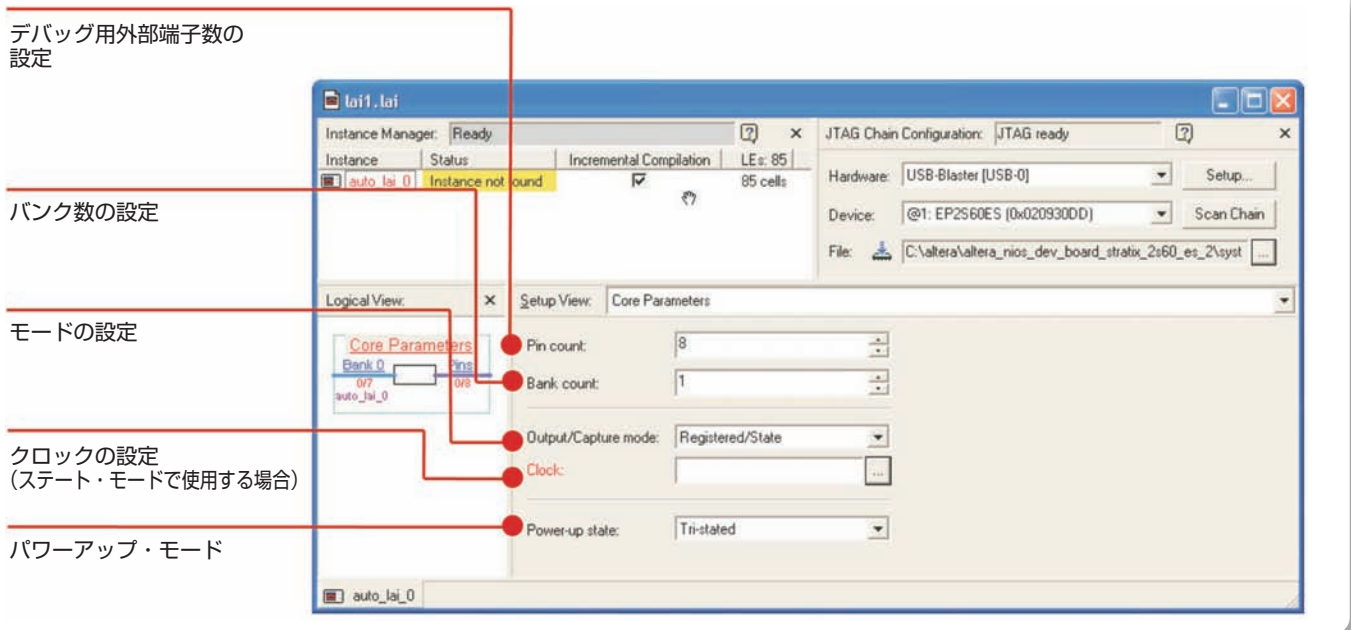 デバッグ用外部端子数の
設定
バンク数の設定
モードの設定
クロックの設定
(ステート・モードで使用する場合)
パワーアップ・モード
lai1.lai
Instance Manager: Ready
Instance Status Incremental Compilation LEs: 85
auto_lai_0 Instance not ound 85 cells
JTAG Chain Configuration: JTAG ready
Hardware: USB-Blaster [USB-0] Setup...
Device: @1: EP2S60ES (0x020930DD) Scan Chain
File: C:\altera\altera_nios_dev_board_stratix_2s60_es_2\syst ...
Logical View:
Core Parameters
Bank 0 Pins
0/7 0/8
auto_lai_0
Setup View: Core Parameters
Pin count: 8
Bank count: 1
Output/Capture mode: Registered/State
Clock: ...
Power-up state: Tri-stated
auto_lai_0